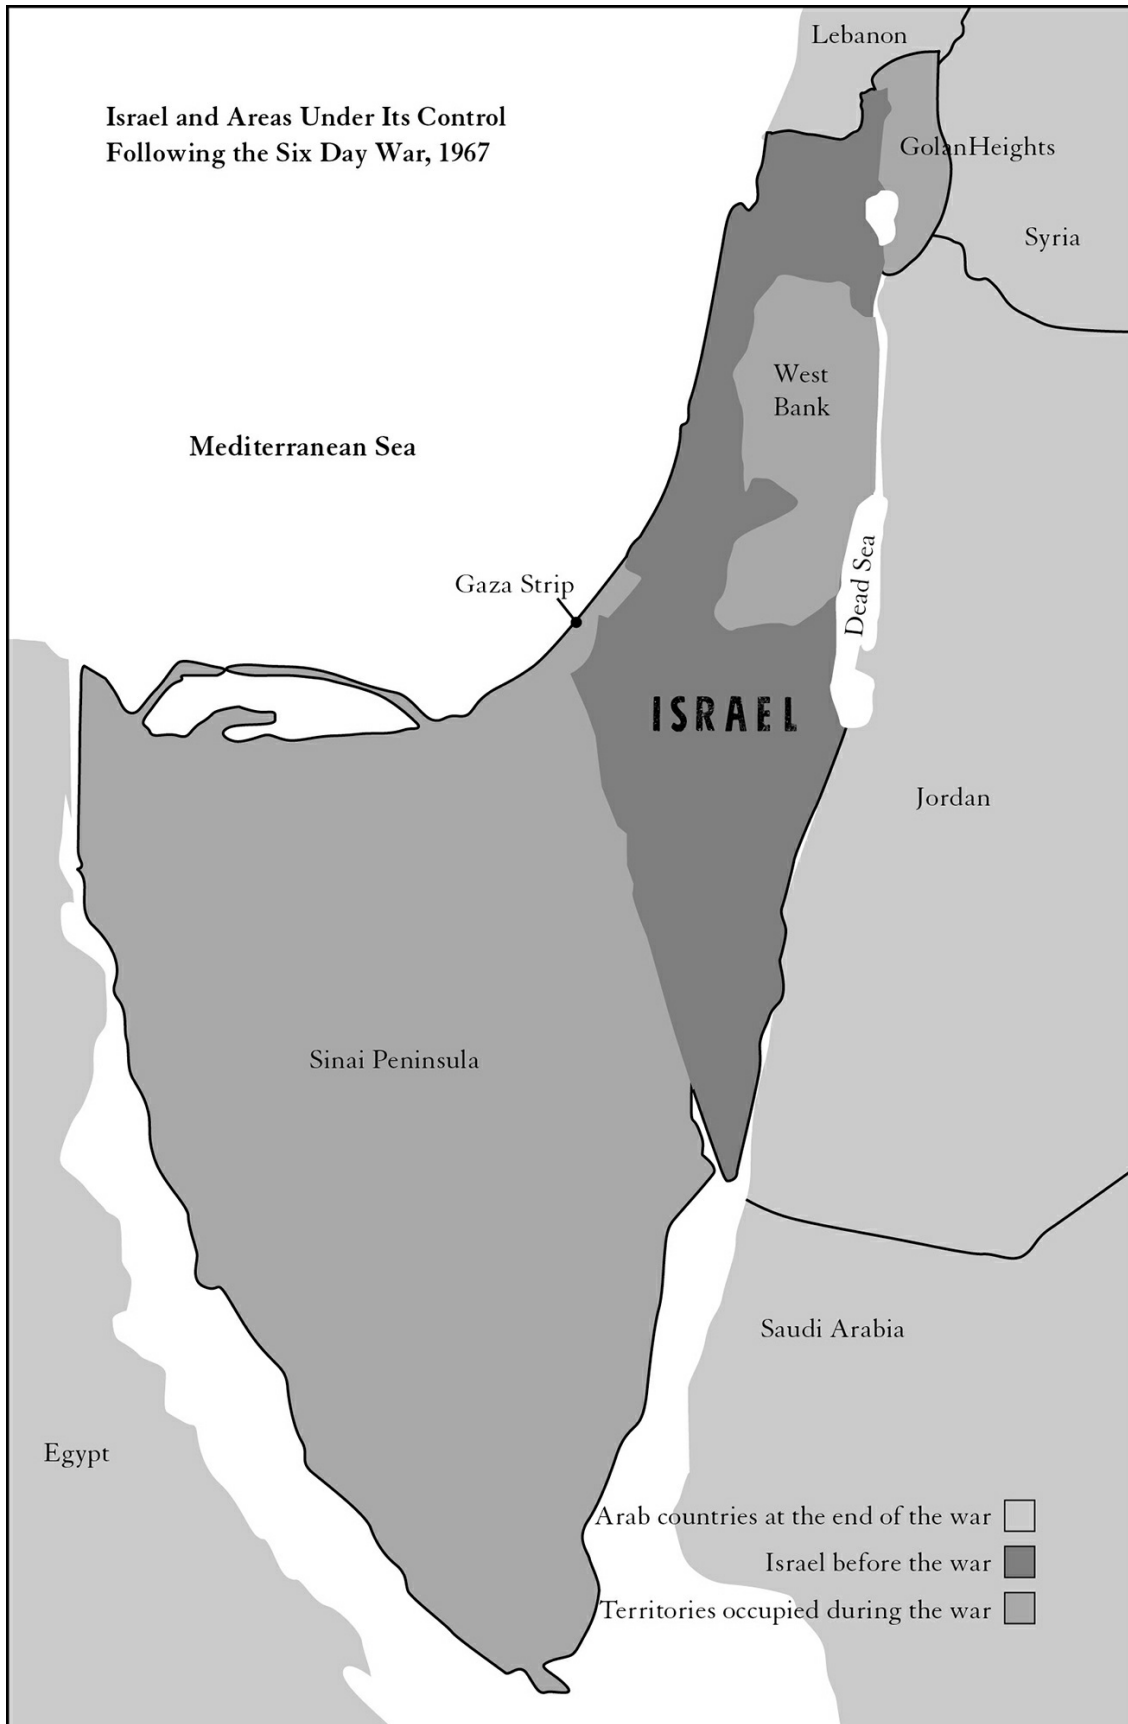 Lebanon
Israel and Areas Under Its Control
Following the Six Day War, 1967
GolanHeights
Syria
West
Bank
Mediterranean Sea
Gaza Strip
Dead Sea
ISRAEL
Jordan
Sinai Peninsula
Saudi Arabia
Egypt
Arab countries at the end of the war
Israel before the war
Territories occupied during the war